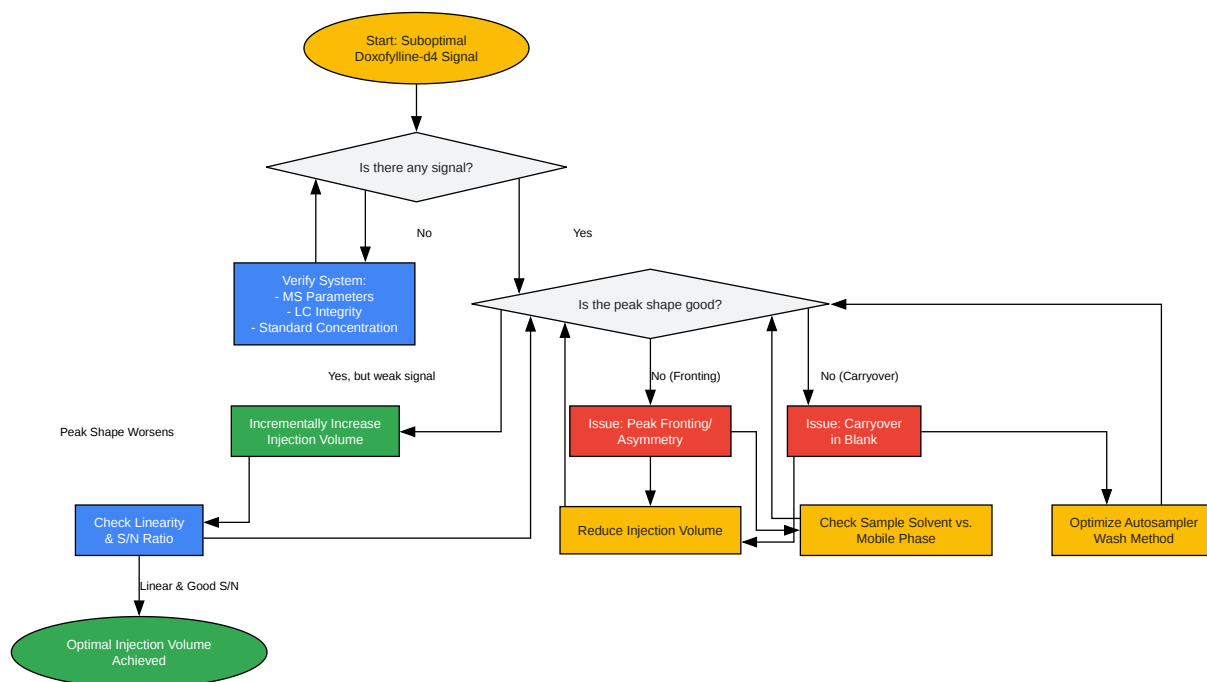 Start: Suboptimal
Doxofylline-d4 Signal
Is there any signal?
No
Yes
Verify System:
- MS Parameters
- LC Integrity
- Standard Concentration
Is the peak shape good?
Yes, but weak signal
No (Fronting)
No (Carryover)
Peak Shape Worsens
Incrementally Increase
Injection Volume
Issue: Peak Fronting/
Asymmetry
Issue: Carryover
in Blank
Check Linearity
& S/N Ratio
Reduce Injection Volume
Check Sample Solvent vs.
Mobile Phase
Optimize Autosampler
Wash Method
Linear & Good S/N
Optimal Injection Volume
Achieved